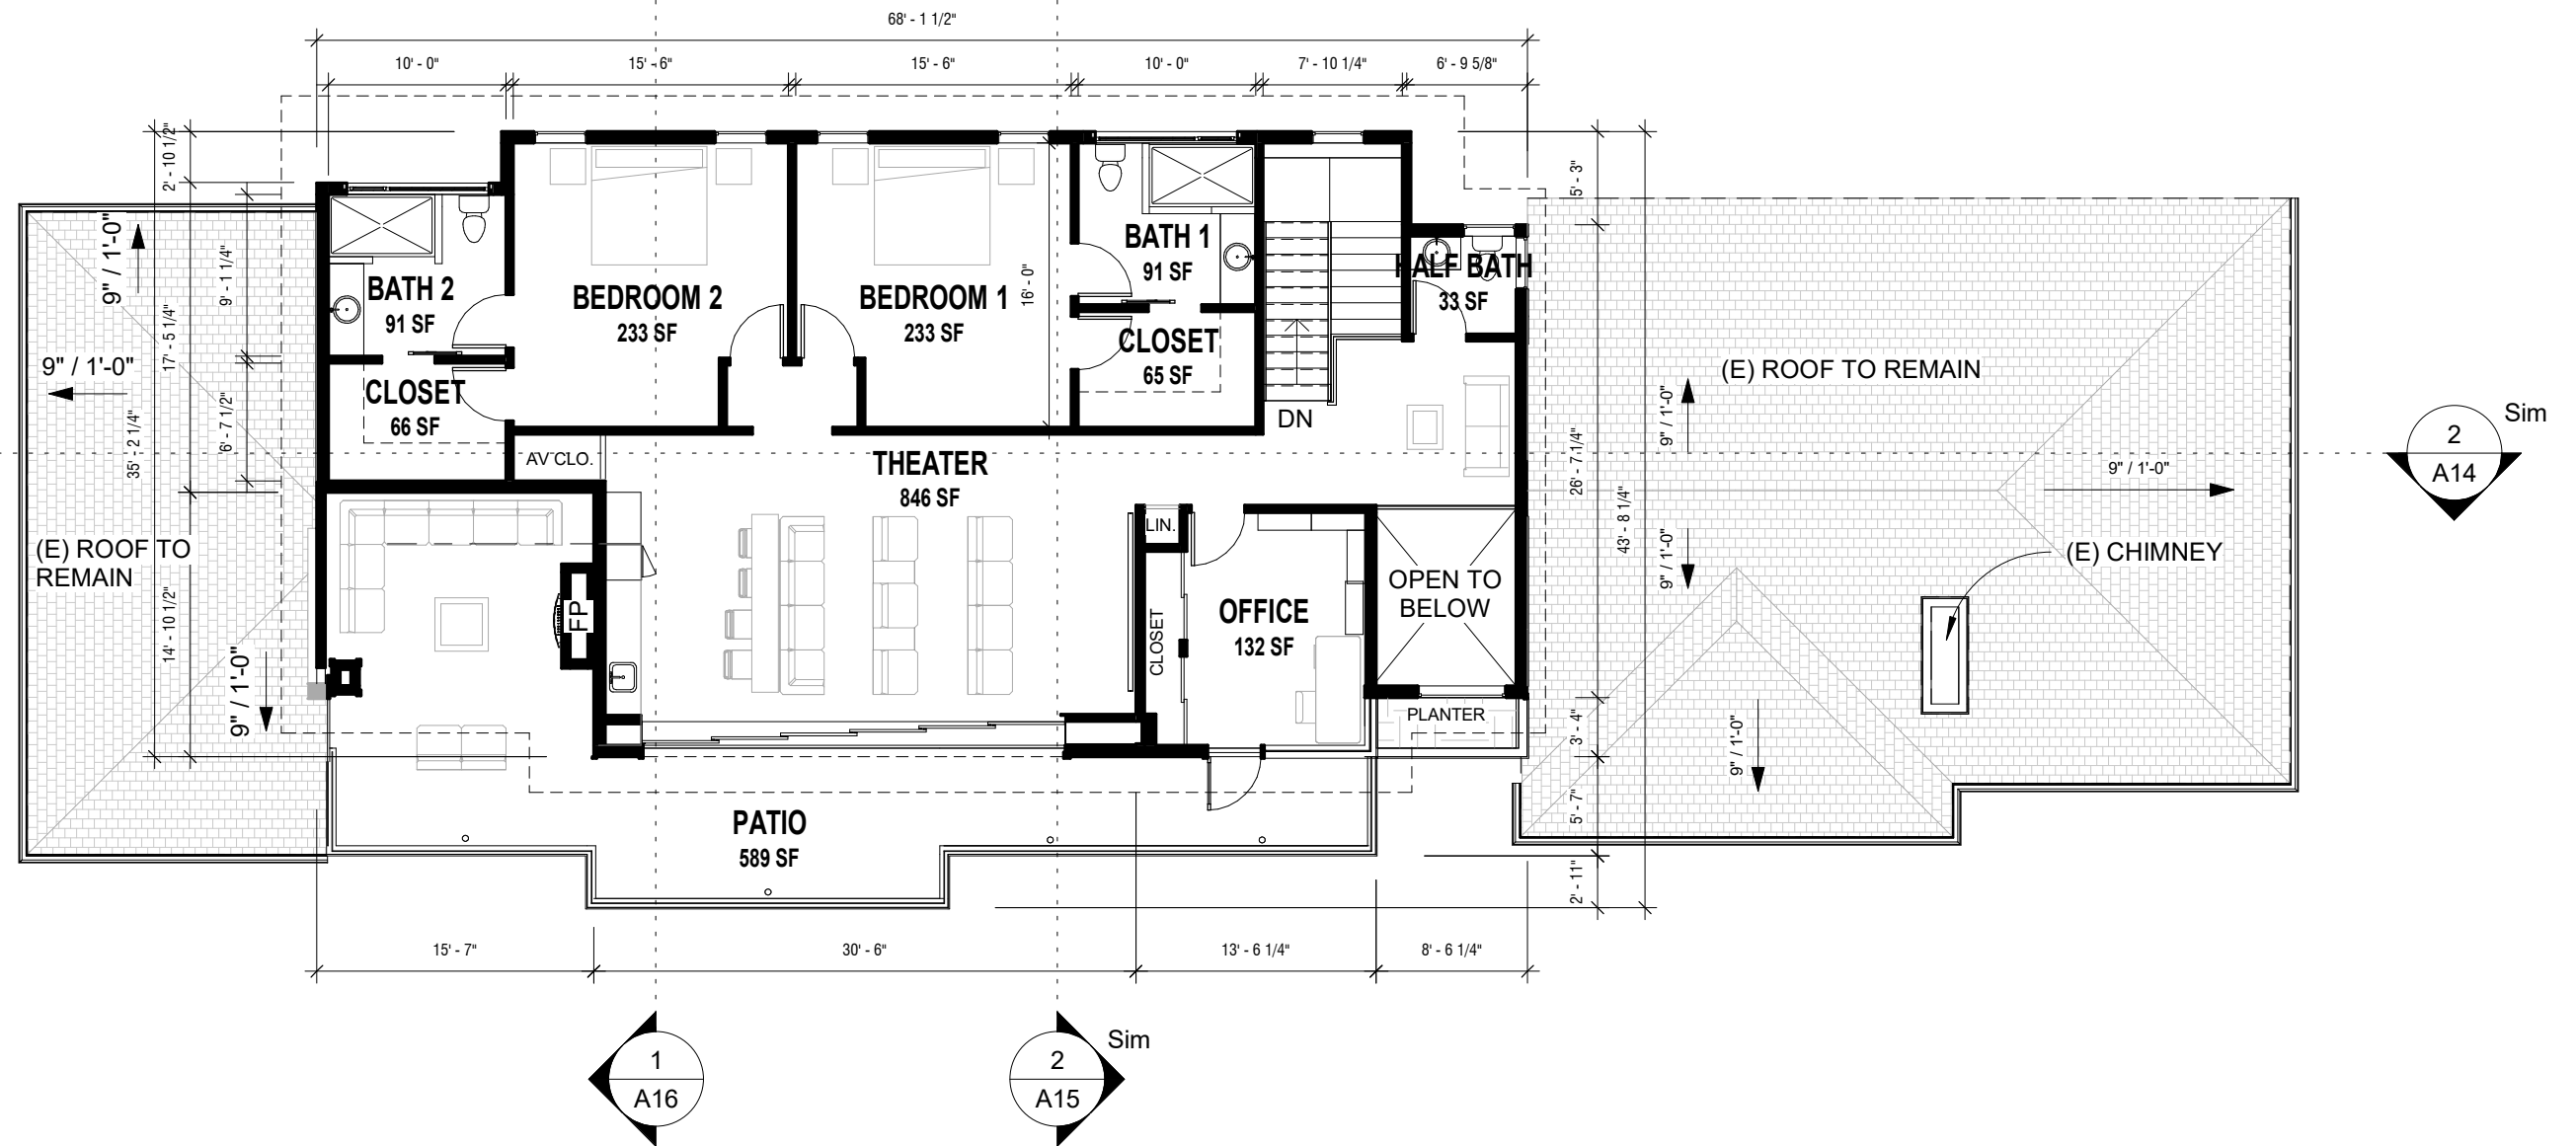 68' - 1 1/2"
10' - 0"
15' - 6"
15' - 6"
10' - 0"
7' - 10 1/4"
6' - 9 5/8"
2' - 10 1/2"
5' - 3"
9" / 1'-0"
9' - 1 1/4"
17' - 5 1/4"
35' - 2 1/4"
6' - 7 1/2"
14' - 10 1/2"
9" / 1'-0"
9" / 1'-0"
(E) ROOF TO
REMAIN
BATH 2
91 SF
CLOSET
66 SF
AV CLO.
BEDROOM 2
233 SF
BEDROOM 1
233 SF
16' - 0"
BATH 1
91 SF
CLOSET
65 SF
HALF BATH
33 SF
DN
THEATER
846 SF
FP
LIN.
CLOSET
OFFICE
132 SF
OPEN TO
BELOW
PLANTER
PATIO
589 SF
26' - 7 1/4"
43' - 8 1/4"
3' - 4"
5' - 7"
2' - 11"
(E) ROOF TO REMAIN
9" / 1'-0"
9" / 1'-0"
9" / 1'-0"
9" / 1'-0"
(E) CHIMNEY
2
A14
Sim
15' - 7"
30' - 6"
13' - 6 1/4"
8' - 6 1/4"
1
A16
2
A15
Sim